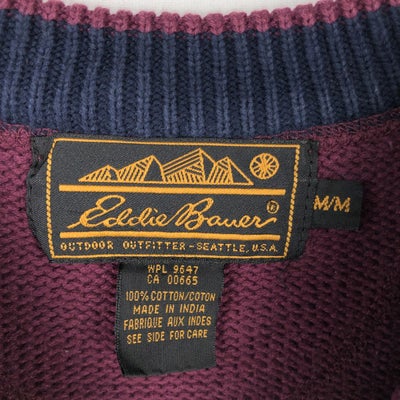 Eddie Bauer®
M/M
OUTDOOR OUTFITTER-SEATTLE, U.S.A.
WPL 9647
CA 00665
100% COTTON/COTON
MADE IN INDIA
FABRIQUE AUX INDES
SEE SIDE FOR CARE